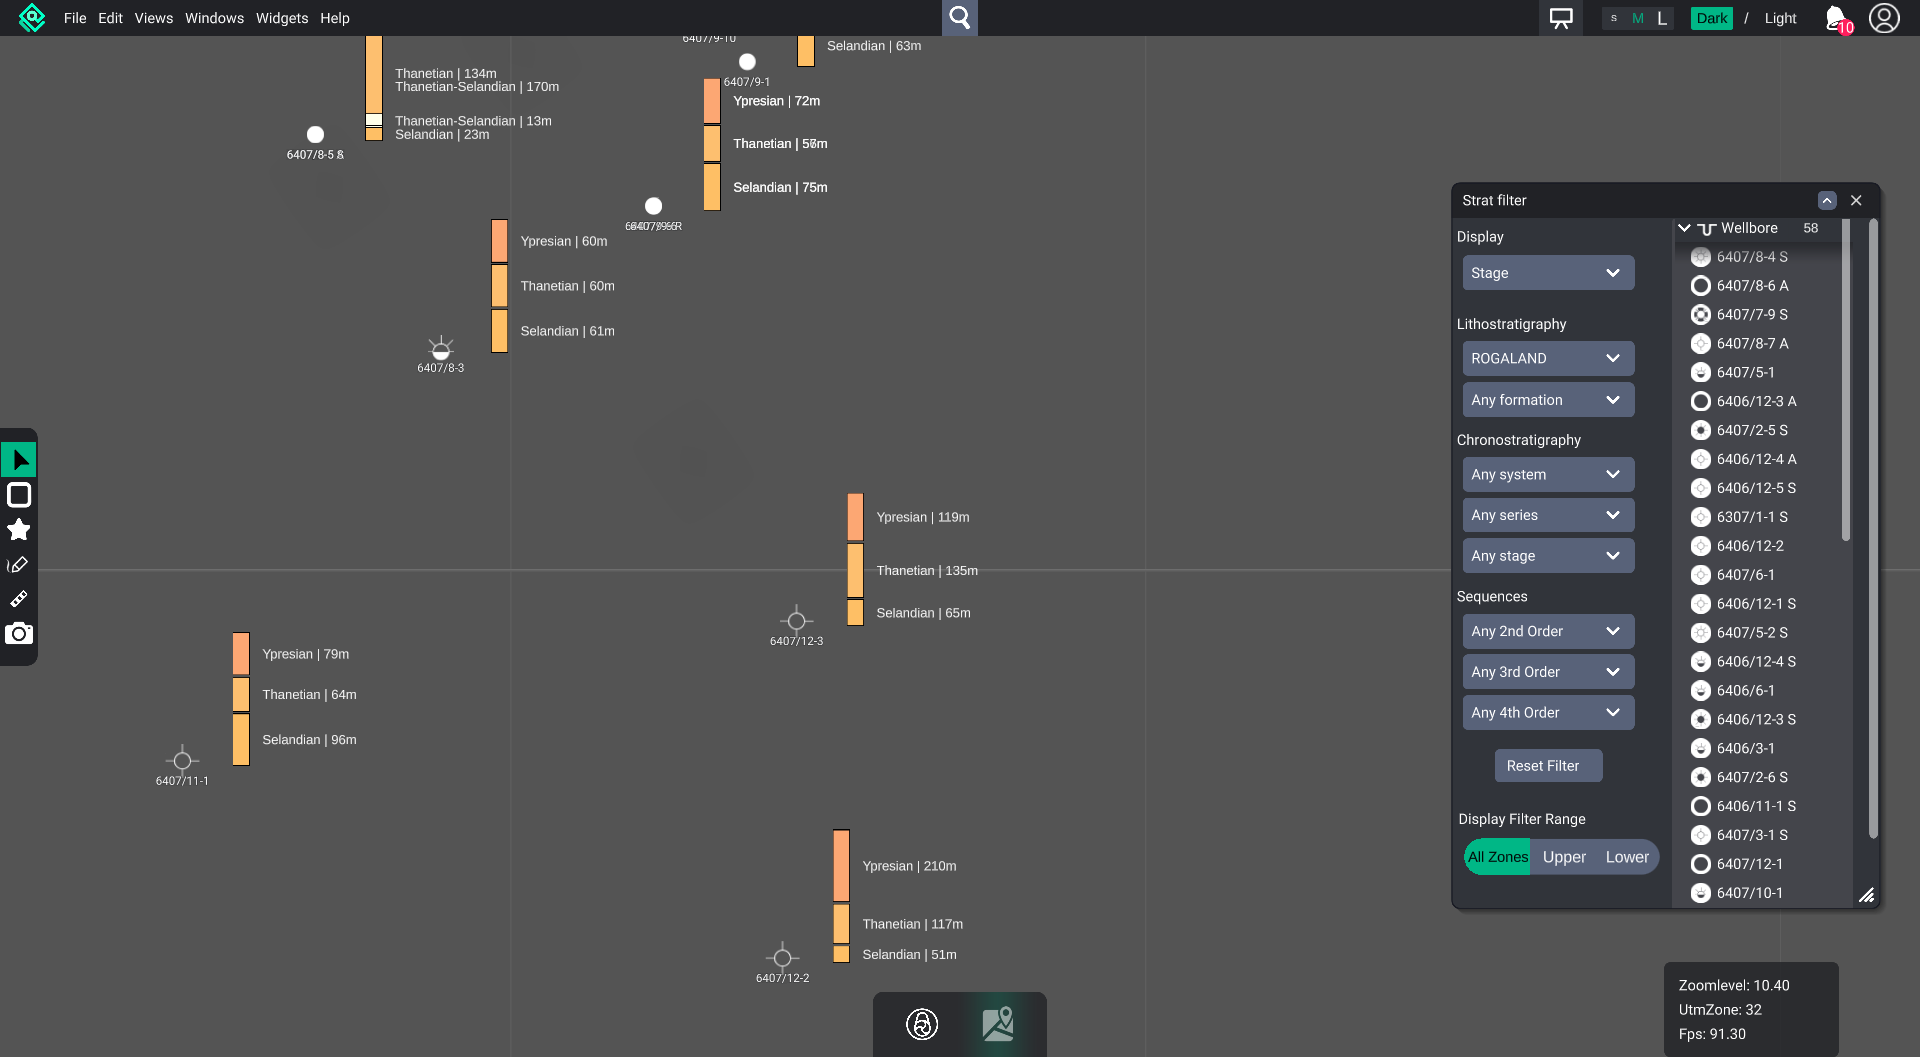 File Edit Views Windows Widgets Help
s M L Dark / Light 10
6407/9-10
Selandian | 63m
Thanetian | 134m
Thanetian-Selandian | 170m
Thanetian-Selandian | 13m
Selandian | 23m
6407/8-5 S
6407/9-1
Ypresian | 72m
Thanetian |
Selandian | 75m
Ypresian | 60m
Thanetian | 60m
Selandian | 61m
6407/8-3
Ypresian | 119m
Thanetian | 135m
Selandian | 65m
6407/12-3
Ypresian | 79m
Thanetian | 64m
Selandian | 96m
6407/11-1
Ypresian | 210m
Thanetian | 117m
Selandian | 51m
6407/12-2
Strat filter
Display
Stage
Lithostratigraphy
ROGALAND
Any formation
Chronostratigraphy
Any system
Any series
Any stage
Sequences
Any 2nd Order
Any 3rd Order
Any 4th Order
Reset Filter
Display Filter Range
All Zones Upper Lower
Wellbore 58
6407/8-4 S
6407/8-6 A
6407/7-9 S
6407/8-7 A
6407/5-1
6406/12-3 A
6407/2-5 S
6406/12-4 A
6406/12-5 S
6307/1-1 S
6406/12-2
6407/6-1
6406/12-1 S
6407/5-2 S
6406/12-4 S
6406/6-1
6406/12-3 S
6406/3-1
6407/2-6 S
6406/11-1 S
6407/3-1 S
6407/12-1
6407/10-1
Zoomlevel: 10.40
UtmZone: 32
Fps: 91.30